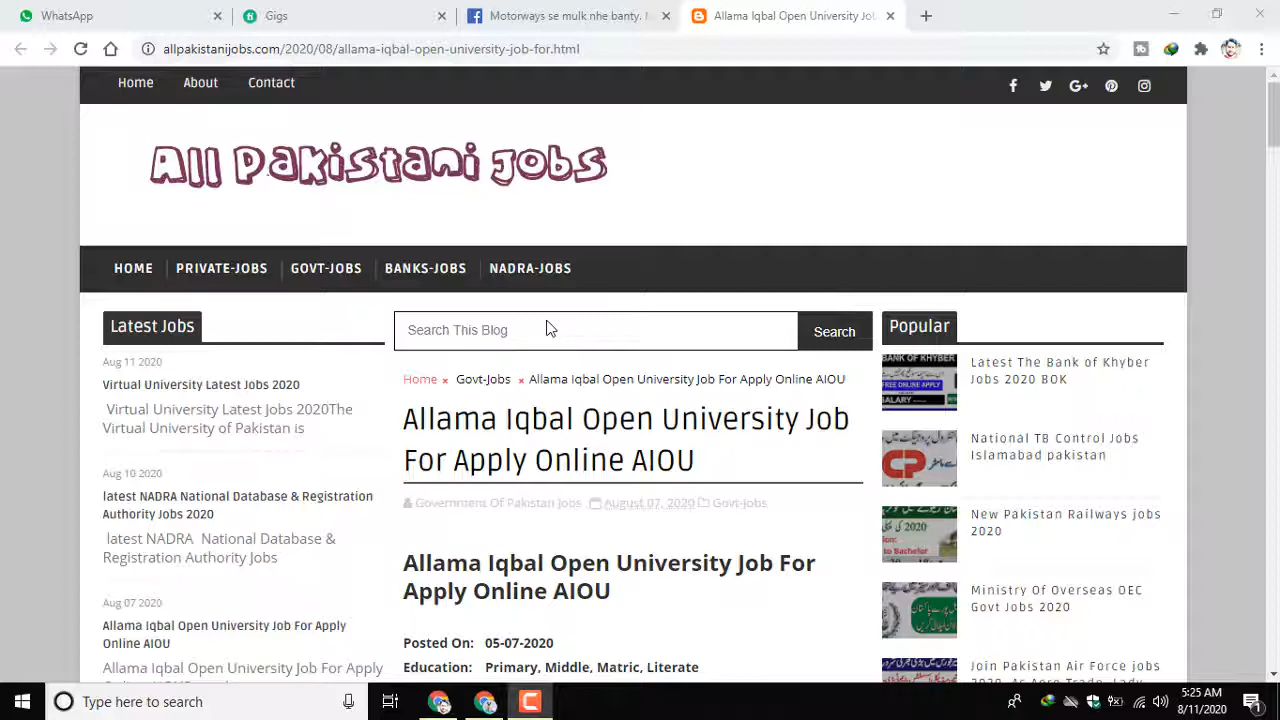 WhatsApp
Gigs
Motorways se mulk nhe banty.
Allama Iqbal Open University Jo
allpakistanijobs.com/2020/08/allama-iqbal-open-university-job-for.html
Home About Contact
All Pakistani Jobs
HOME PRIVATE-JOBS GOVT-JOBS BANKS-JOBS NADRA-JOBS
Latest Jobs
Aug 11 2020
Virtual University Latest Jobs 2020
Virtual University Latest Jobs 2020The
Virtual University of Pakistan is
Aug 10 2020
latest NADRA National Database & Registration
Authority Jobs 2020
latest NADRA National Database &
Registration Authority Jobs
Aug 07 2020
Allama Iqbal Open University Job For Apply
Online AIOU
Allama Iqbal Open University Job For Apply
Search This Blog
Search
Home × Govt-Jobs × Allama Iqbal Open University Job For Apply Online AIOU
Allama Iqbal Open University Job
For Apply Online AIOU
Government Of Pakistan Jobs August 07, 2020 Govt-Jobs
Allama Iqbal Open University Job For
Apply Online AIOU
Posted On: 05-07-2020
Education: Primary, Middle, Matric, Literate
Popular
BANK OF KHYBER
FREE ONLINE APPLY
SALARY
Latest The Bank of Khyber
Jobs 2020 BOK
National TB Control Jobs
Islamabad pakistan
New Pakistan Railways jobs
2020
Ministry Of Overseas OEC
Govt Jobs 2020
Join Pakistan Air Force jobs
Type here to search
5:25 AM
8/11/2020
1